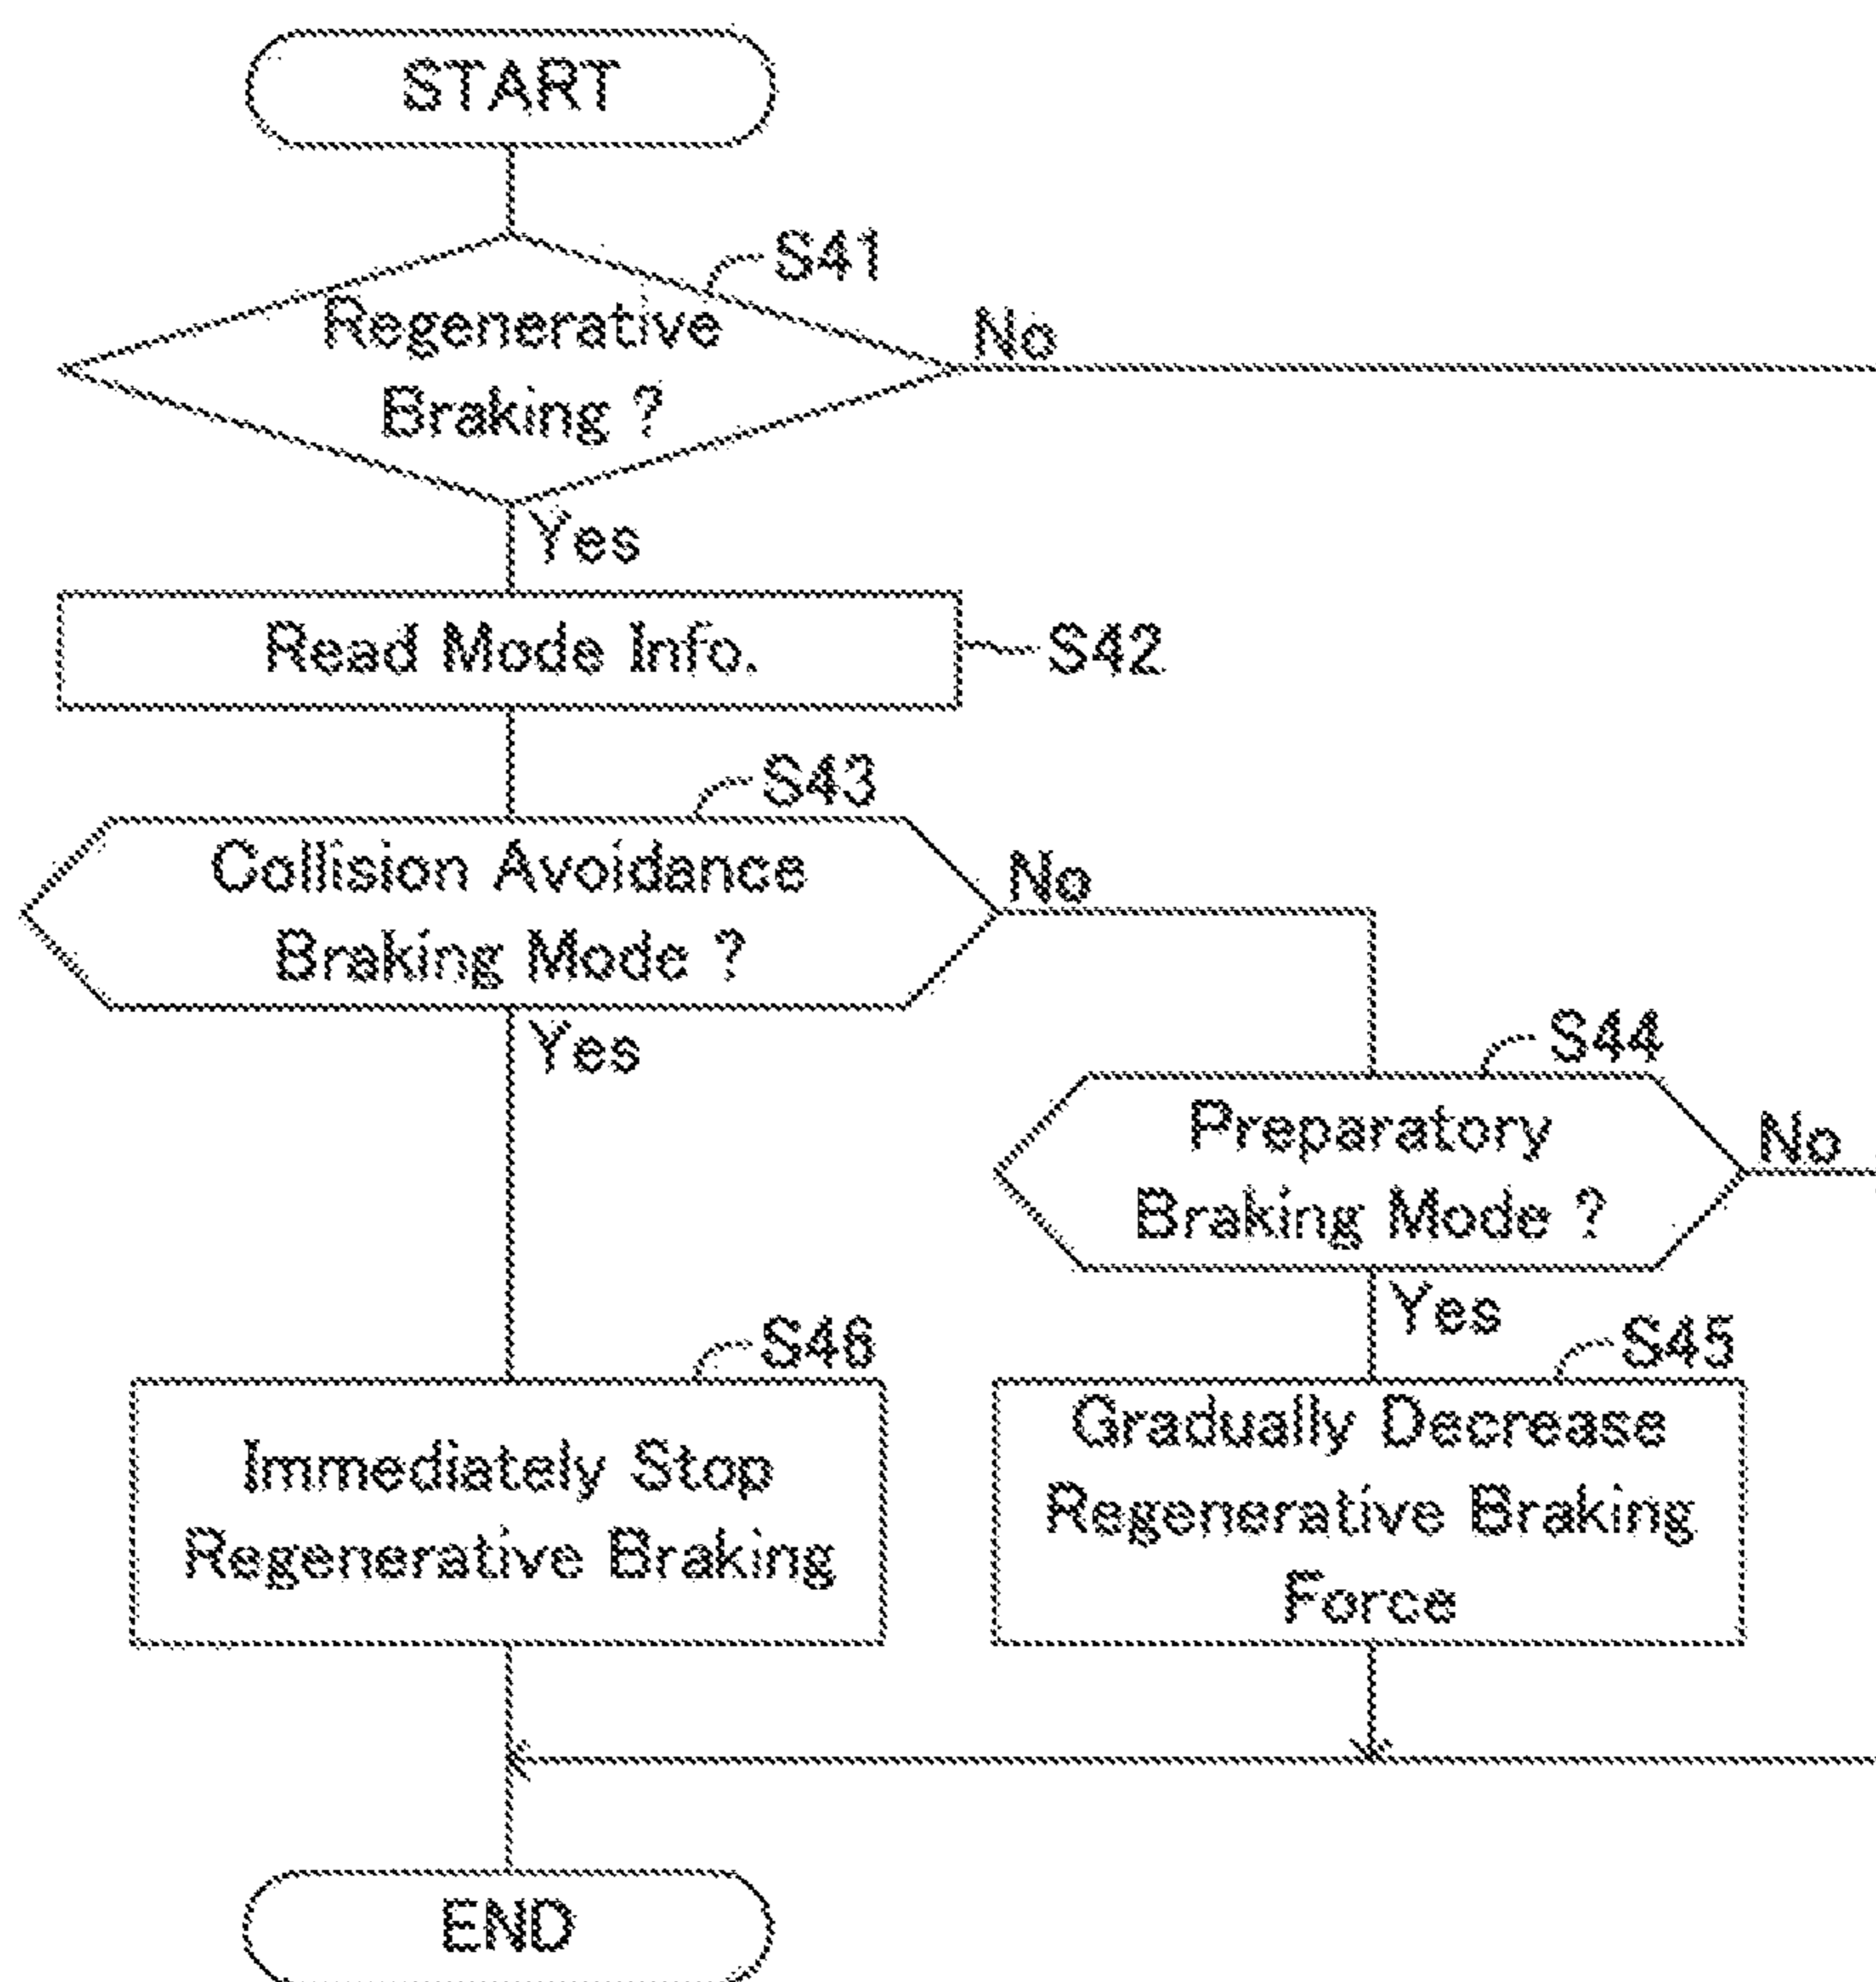 START
S41
Regenerative
Braking ?
No
Yes
Read Mode Info.
S42
S43
Collision Avoidance
Braking Mode ?
No
Yes
S44
Preparatory
Braking Mode ?
No
Yes
S46
Immediately Stop
Regenerative Braking
S45
Gradually Decrease
Regenerative Braking
Force
END